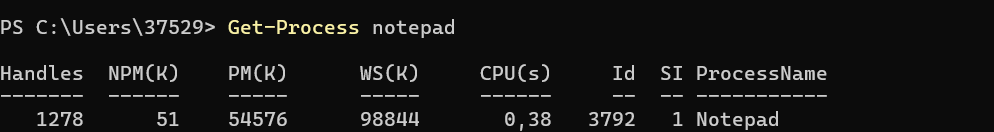 PS C:\Users\37529> Get-Process notepad
Handles  NPM(K)    PM(K)      WS(K)     CPU(s)     Id  SI ProcessName
-------  ------    -----      -----     ------     --  -- -----------
   1278      51    54576      98844       0,38   3792   1 Notepad